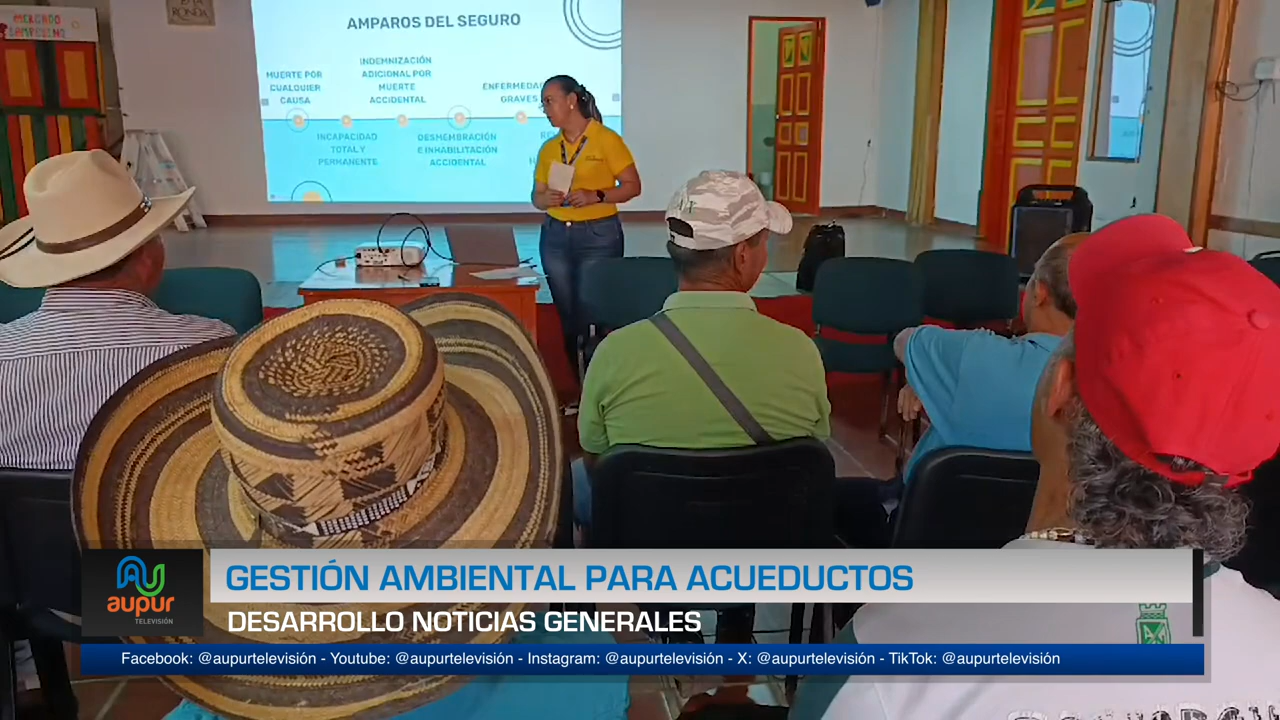 RONDA
MERCADO
CAMPESINO
AMPAROS DEL SEGURO
MUERTE POR
CUALQUIER
CAUSA
INDEMNIZACIÓN
ADICIONAL POR
MUERTE
ACCIDENTAL
GRAVES
INCAPACIDAD
TOTAL Y
PERMANENTE
DESMEMBRACIÓN
E INHABILITACIÓN
ACCIDENTAL
aupur
TELEVISIÓN
GESTIÓN AMBIENTAL PARA ACUEDUCTOS
DESARROLLO NOTICIAS GENERALES
Facebook: @aupurtelevisión - Youtube: @aupurtelevisión - Instagram: @aupurtelevisión - X: @aupurtelevisión - TikTok: @aupurtelevisión